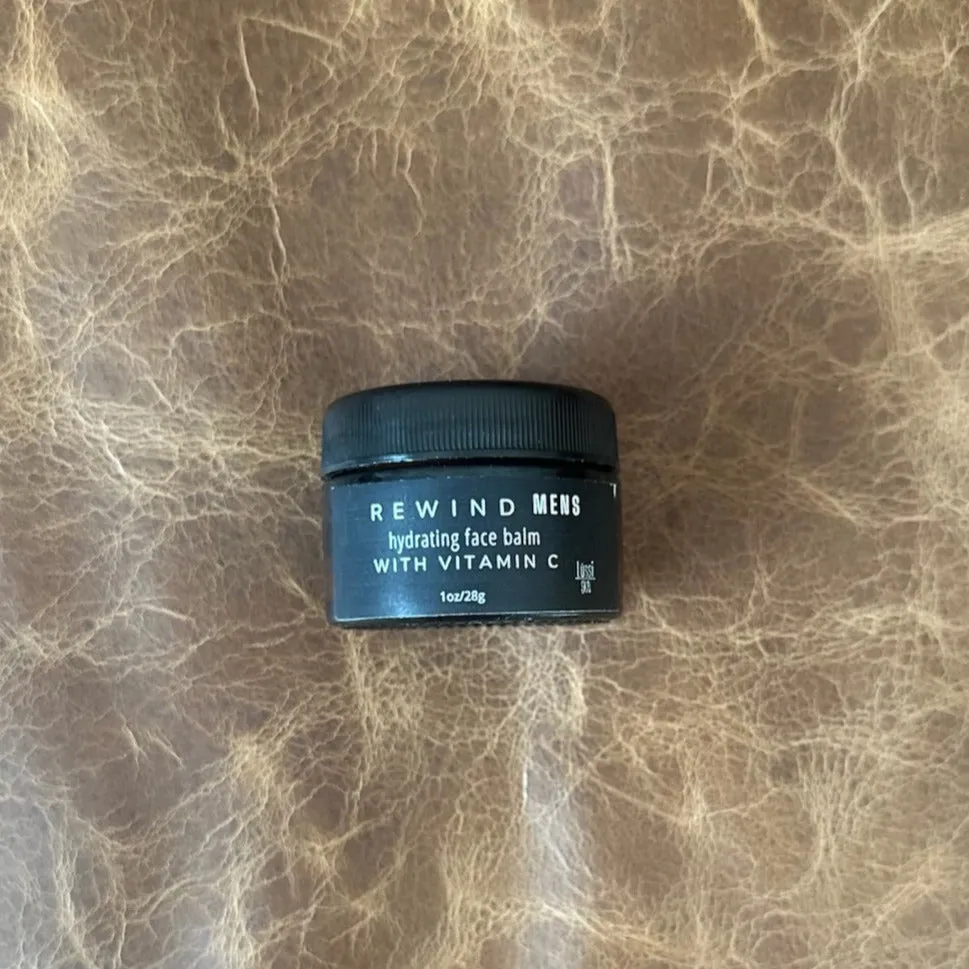 REWIND MENS
hydrating face balm
WITH VITAMIN C
1oz/28g